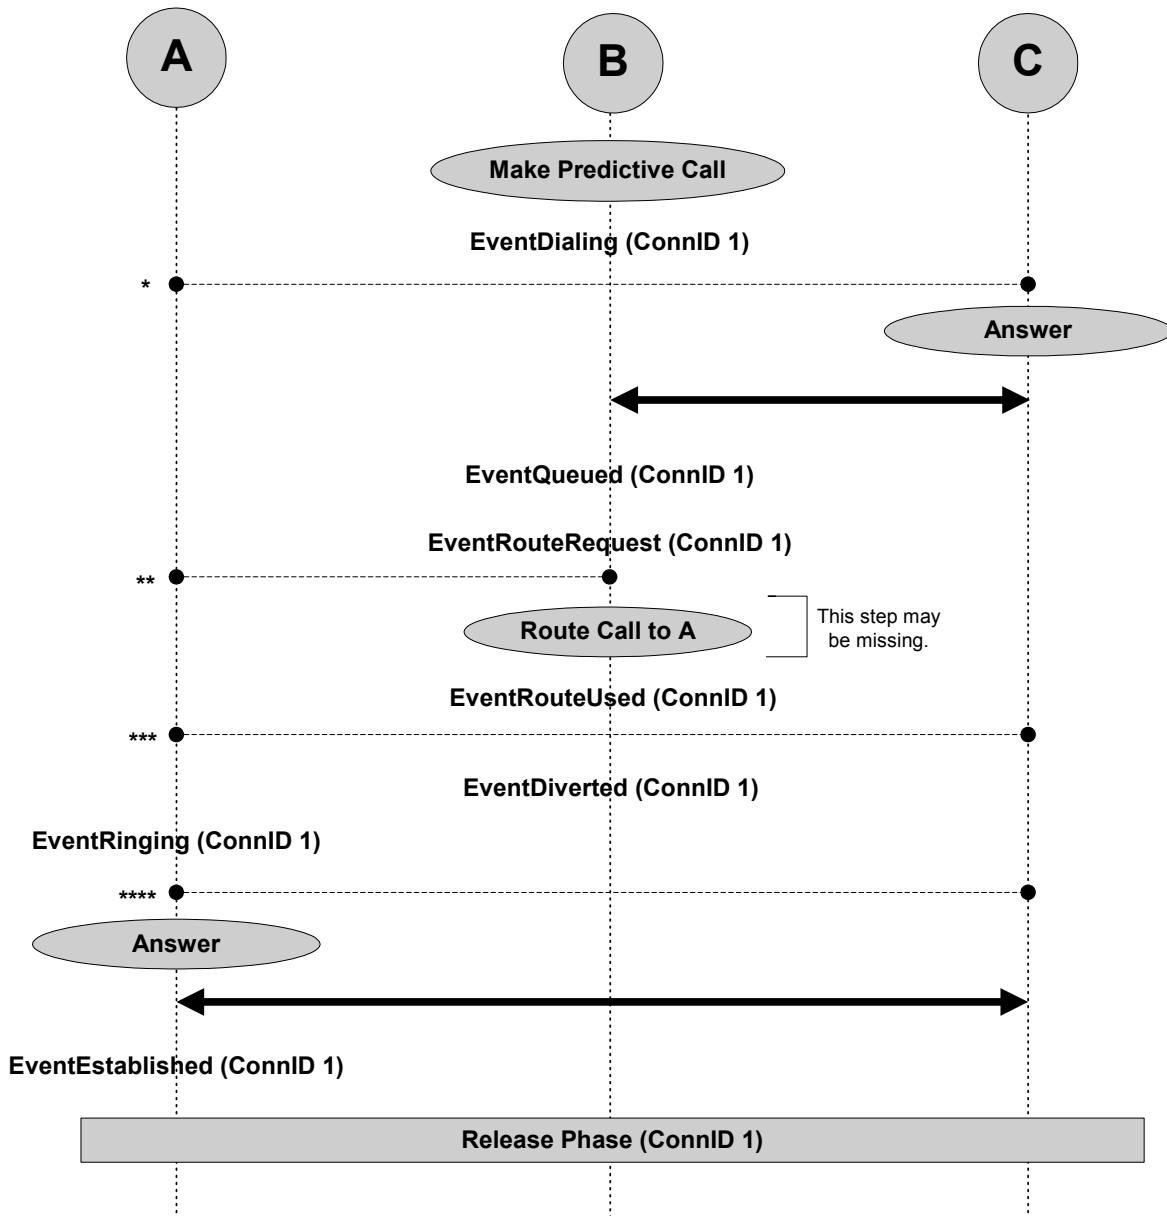 A
B
C
Make Predictive Call
EventDialing (ConnID 1)
*
Answer
EventQueued (ConnID 1)
EventRouteRequest (ConnID 1)
**
Route Call to A
This step may
be missing.
EventRouteUsed (ConnID 1)
***
EventDiverted (ConnID 1)
EventRinging (ConnID 1)
****
Answer
EventEstablished (ConnID 1)
Release Phase (ConnID 1)